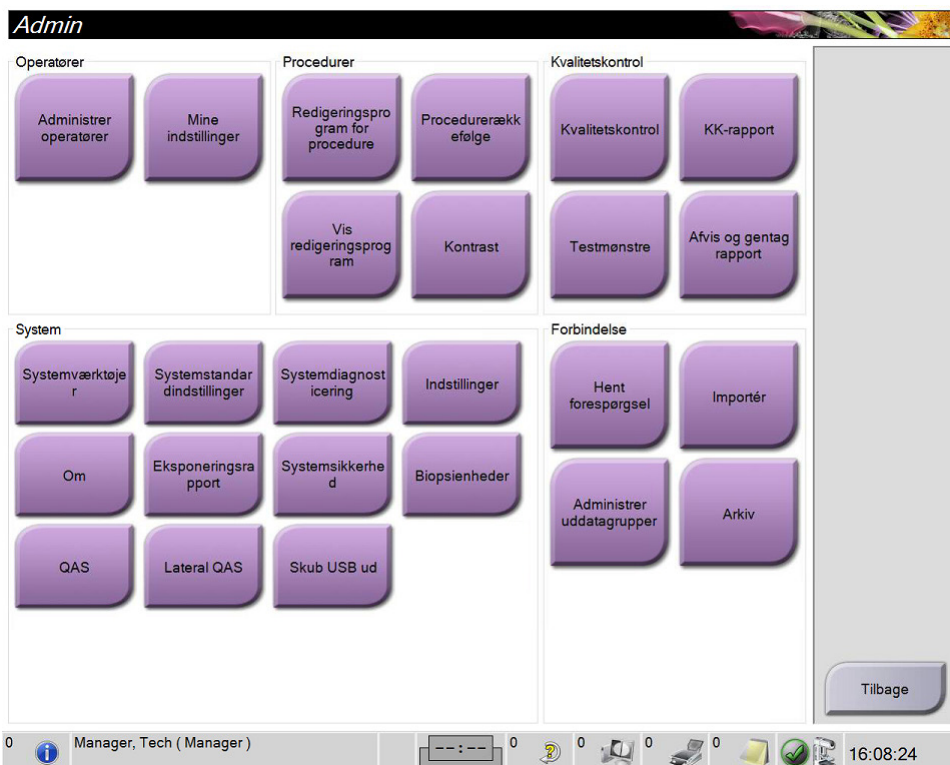 Admin
Operatører
Administrer
operatører
Mine
indstillinger
Procedurer
Redigeringspro
gram for
procedure
Procedurerækk
efølge
Vis
redigeringsprog
ram
Kontrast
Kvalitetskontrol
Kvalitetskontrol
KK-rapport
Testmønstre
Afvis og gentag
rapport
System
Systemværktøje
r
Systemstandar
dindstillinger
Systemdiagnost
icering
Indstillinger
Om
Eksponeringsra
pport
Systemsikkerhe
d
Biopsienheder
QAS
Lateral QAS
Skub USB ud
Forbindelse
Hent
forespørgsel
Importér
Administrer
uddatagrupper
Arkiv
Tilbage
0
Manager, Tech ( Manager )
--:--
0
0
0
0
16:08:24